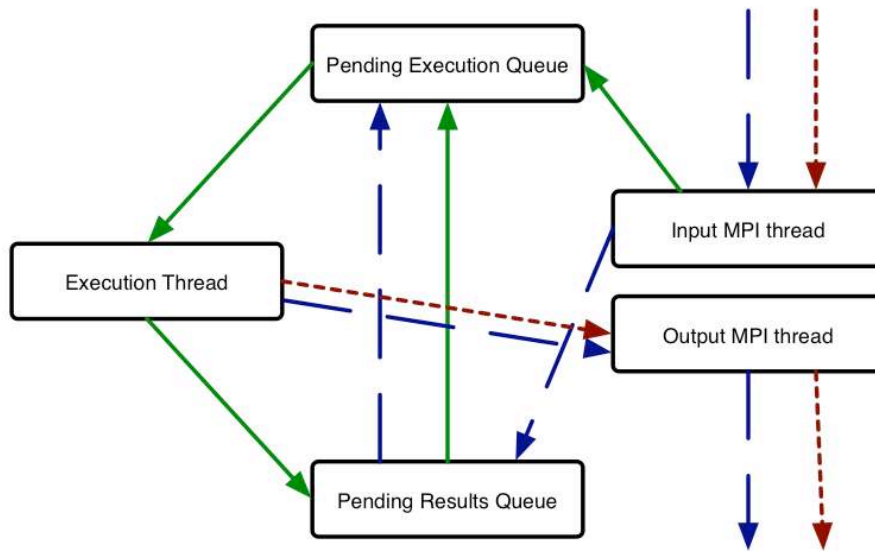 Pending Execution Queue
Input MPI thread
Execution Thread
Output MPI thread
Pending Results Queue